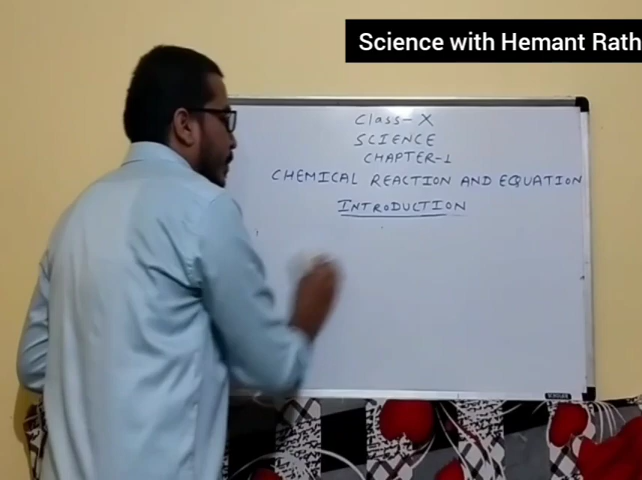 Science with Hemant Rath
Class-X
SCIENCE
CHAPTER-1
CHEMICAL REACTION AND EQUATION
INTRODUCTION